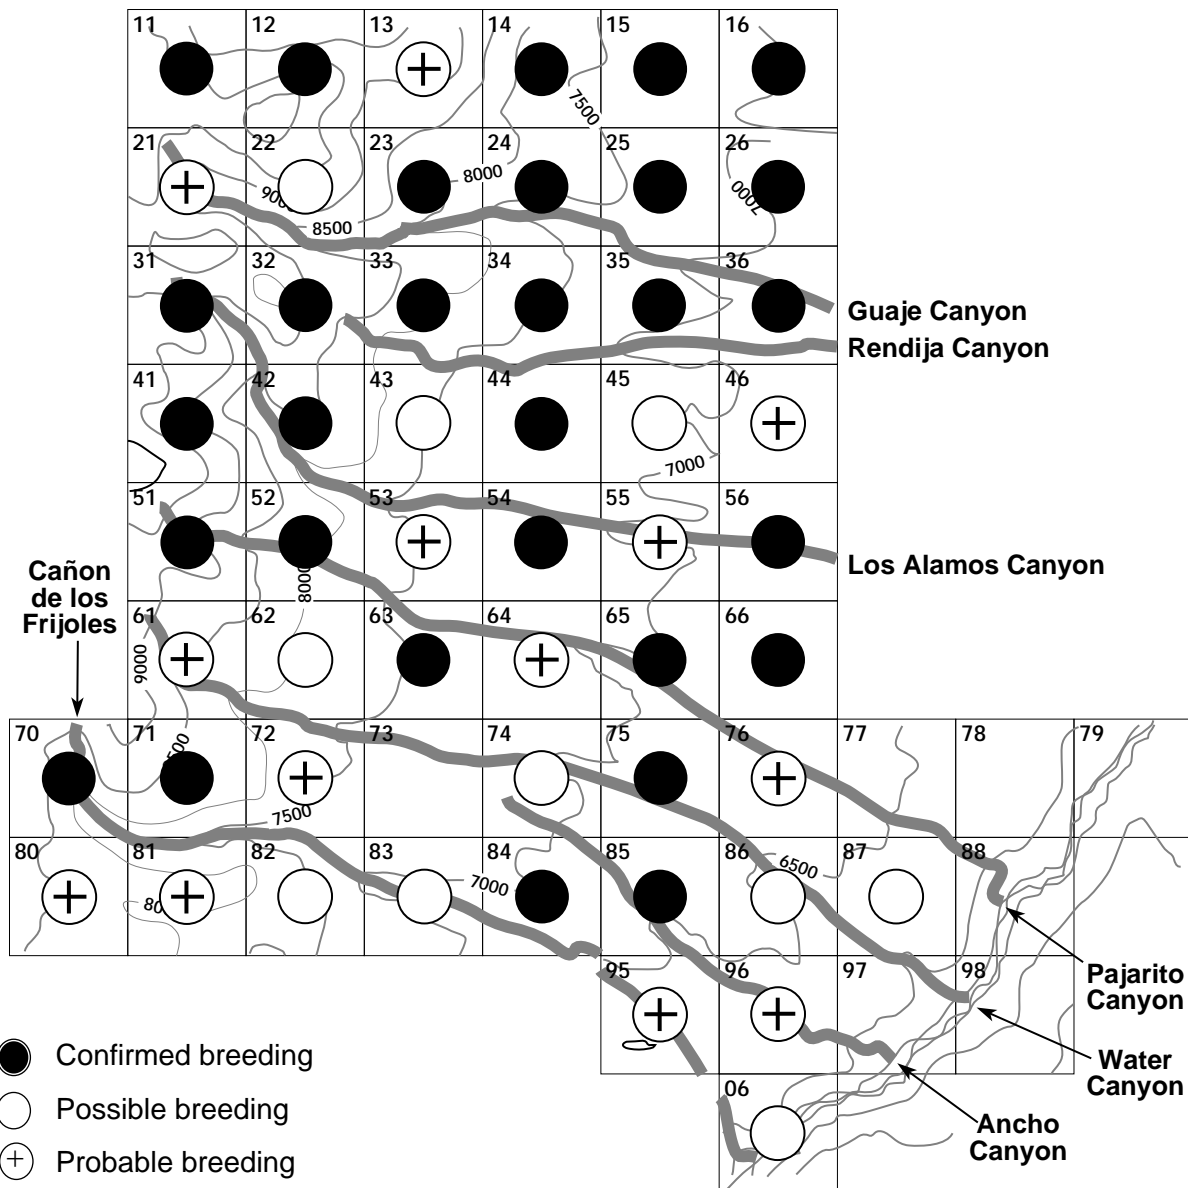 11 12 13 14 15 16
7500
21 22 23 24 25 26
8000
900
7000
8500
31 32 33 34 35 36
Guaje Canyon
Rendija Canyon
41 42 43 44 45 46
7000
51 52 53 54 55 56
Los Alamos Canyon
Cañon
de los
Frijoles
8000
61 62 63 64 65 66
9000
70 71 72 73 74 75 76 77 78 79
500
7500
80 81 82 83 84 85 86 87 88
6500
7000
80
95 96 97 98
Pajarito
Canyon
Water
Canyon
06
Ancho
Canyon
Confirmed breeding
Possible breeding
Probable breeding